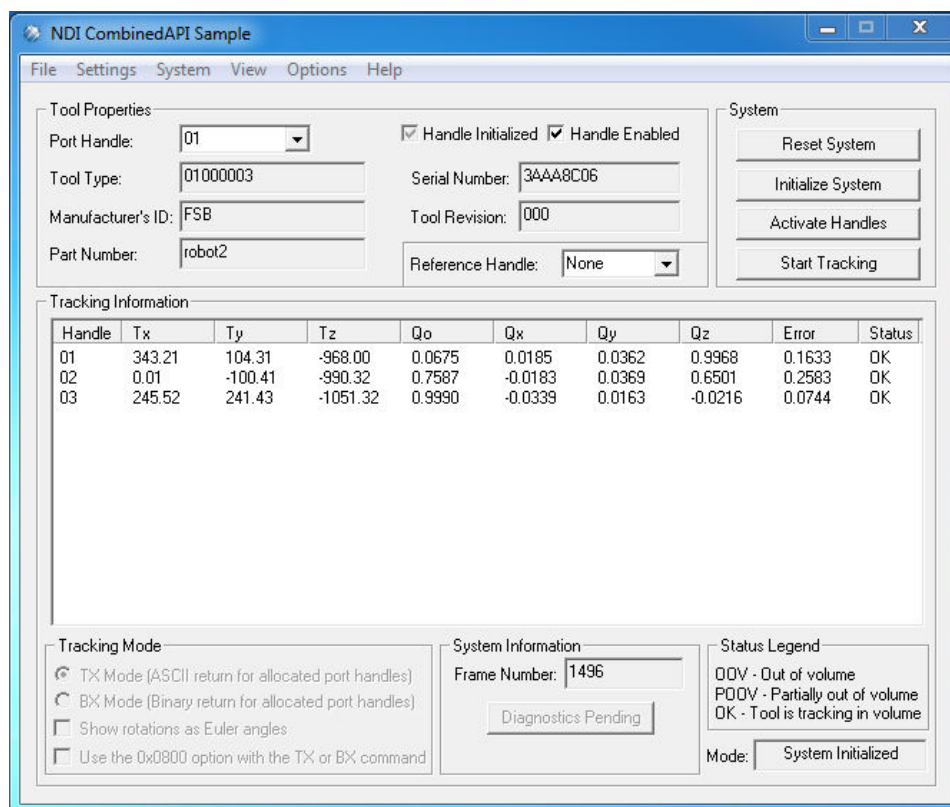 NDI CombinedAPI Sample
File Settings System View Options Help
Tool Properties
Port Handle: 01
Handle Initialized Handle Enabled
Tool Type: 01000003
Serial Number: 3AAA8C06
Manufacturer's ID: FSB
Tool Revision: 000
Part Number: robot2
Reference Handle: None
System
Reset System
Initialize System
Activate Handles
Start Tracking
Tracking Information
Handle Tx Ty Tz Qo Qx Qy Qz Error Status
01 343.21 104.31 -968.00 0.0675 0.0185 0.0362 0.9968 0.1633 OK
02 0.01 -100.41 -990.32 0.7587 -0.0183 0.0369 0.6501 0.2583 OK
03 245.52 241.43 -1051.32 0.9990 -0.0339 0.0163 -0.0216 0.0744 OK
Tracking Mode
TX Mode (ASCII return for allocated port handles)
BX Mode (Binary return for allocated port handles)
Show rotations as Euler angles
Use the 0x0800 option with the TX or BX command
System Information
Frame Number: 1496
Diagnostics Pending
Status Legend
OOV - Out of volume
POOV - Partially out of volume
OK - Tool is tracking in volume
Mode: System Initialized